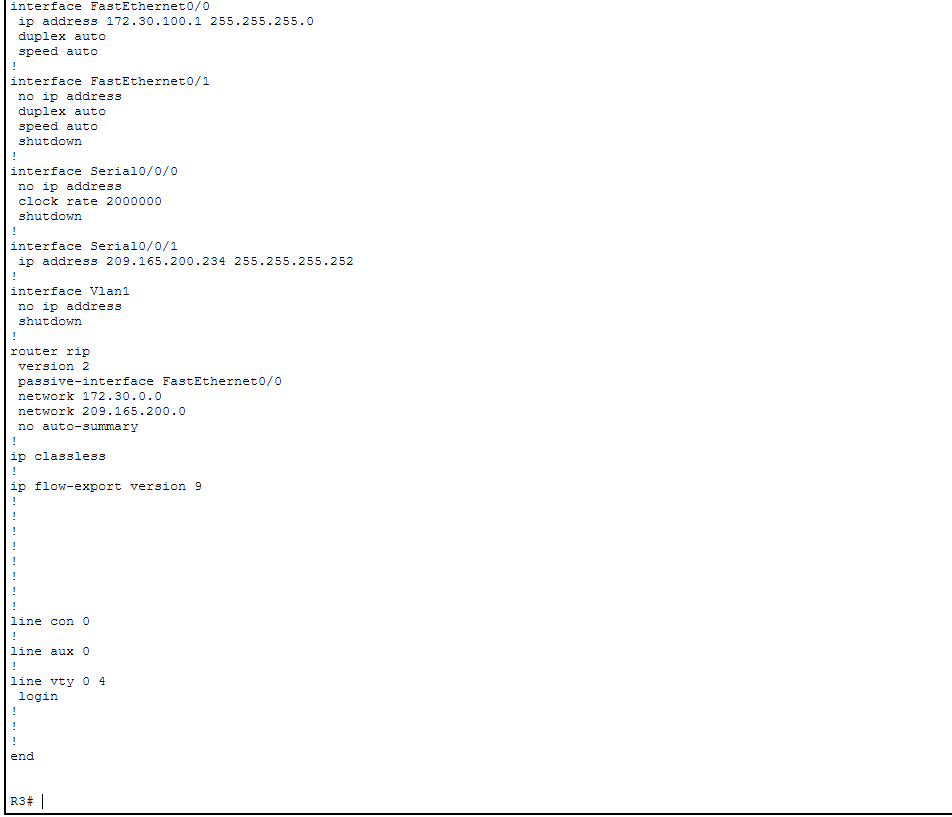 interface FastEthernet0/0
 ip address 172.30.100.1 255.255.255.0
 duplex auto
 speed auto
!
interface FastEthernet0/1
 no ip address
 duplex auto
 speed auto
 shutdown
!
interface Serial0/0/0
 no ip address
 clock rate 2000000
 shutdown
!
interface Serial0/0/1
 ip address 209.165.200.234 255.255.255.252
!
interface Vlan1
 no ip address
 shutdown
!
router rip
 version 2
 passive-interface FastEthernet0/0
 network 172.30.0.0
 network 209.165.200.0
 no auto-summary
!
ip classless
!
ip flow-export version 9
!
!
!
!
!
!
!
!
line con 0
!
line aux 0
!
line vty 0 4
 login
!
!
!
end
R3#